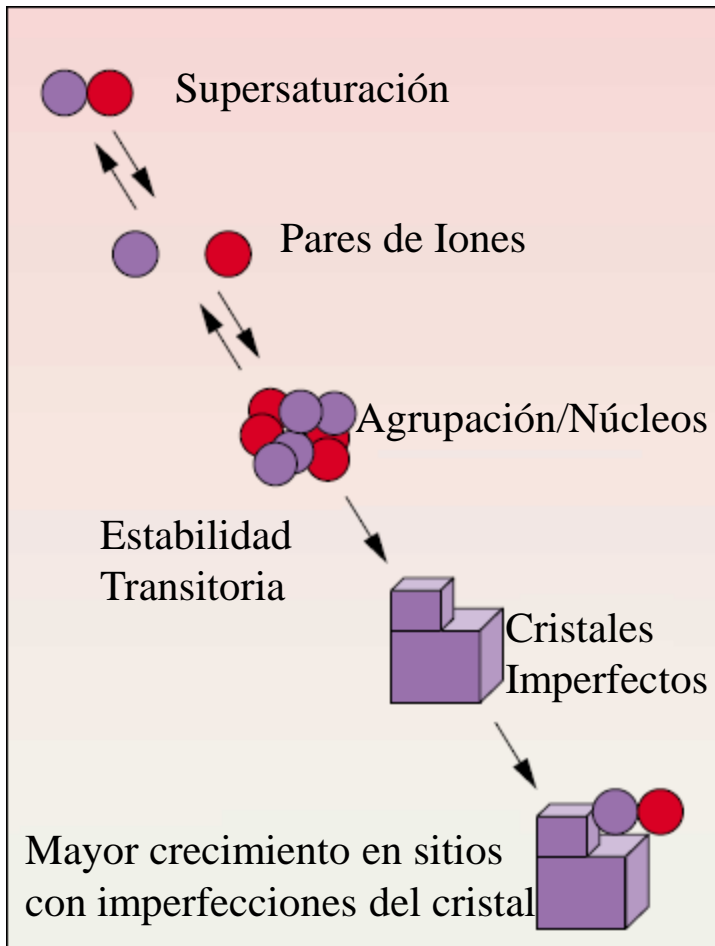 Supersaturación
Pares de Iones
Agrupación/Núcleos
Estabilidad
Transitoria
Cristales
Imperfectos
Mayor crecimiento en sitios
con imperfecciones del cristal